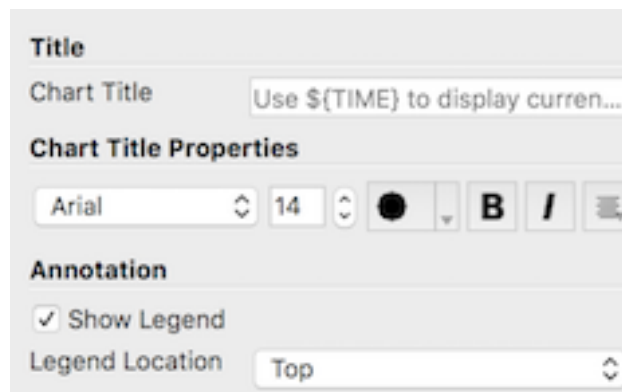 Title
Chart Title Use ${TIME} to display curren...
Chart Title Properties
Arial 14 B I
Annotation
✓ Show Legend
Legend Location Top